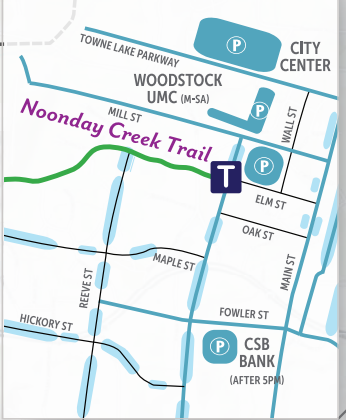 TOWNE LAKE PARKWAY
P
CITY
CENTER
WOODSTOCK
UMC (M-SA)
P
MILL ST
WALL ST
Noonday Creek Trail
P
T
ELM ST
OAK ST
MAPLE ST
MAIN ST
REEVE ST
FOWLER ST
HICKORY ST
P
CSB
BANK
(AFTER 5PM)